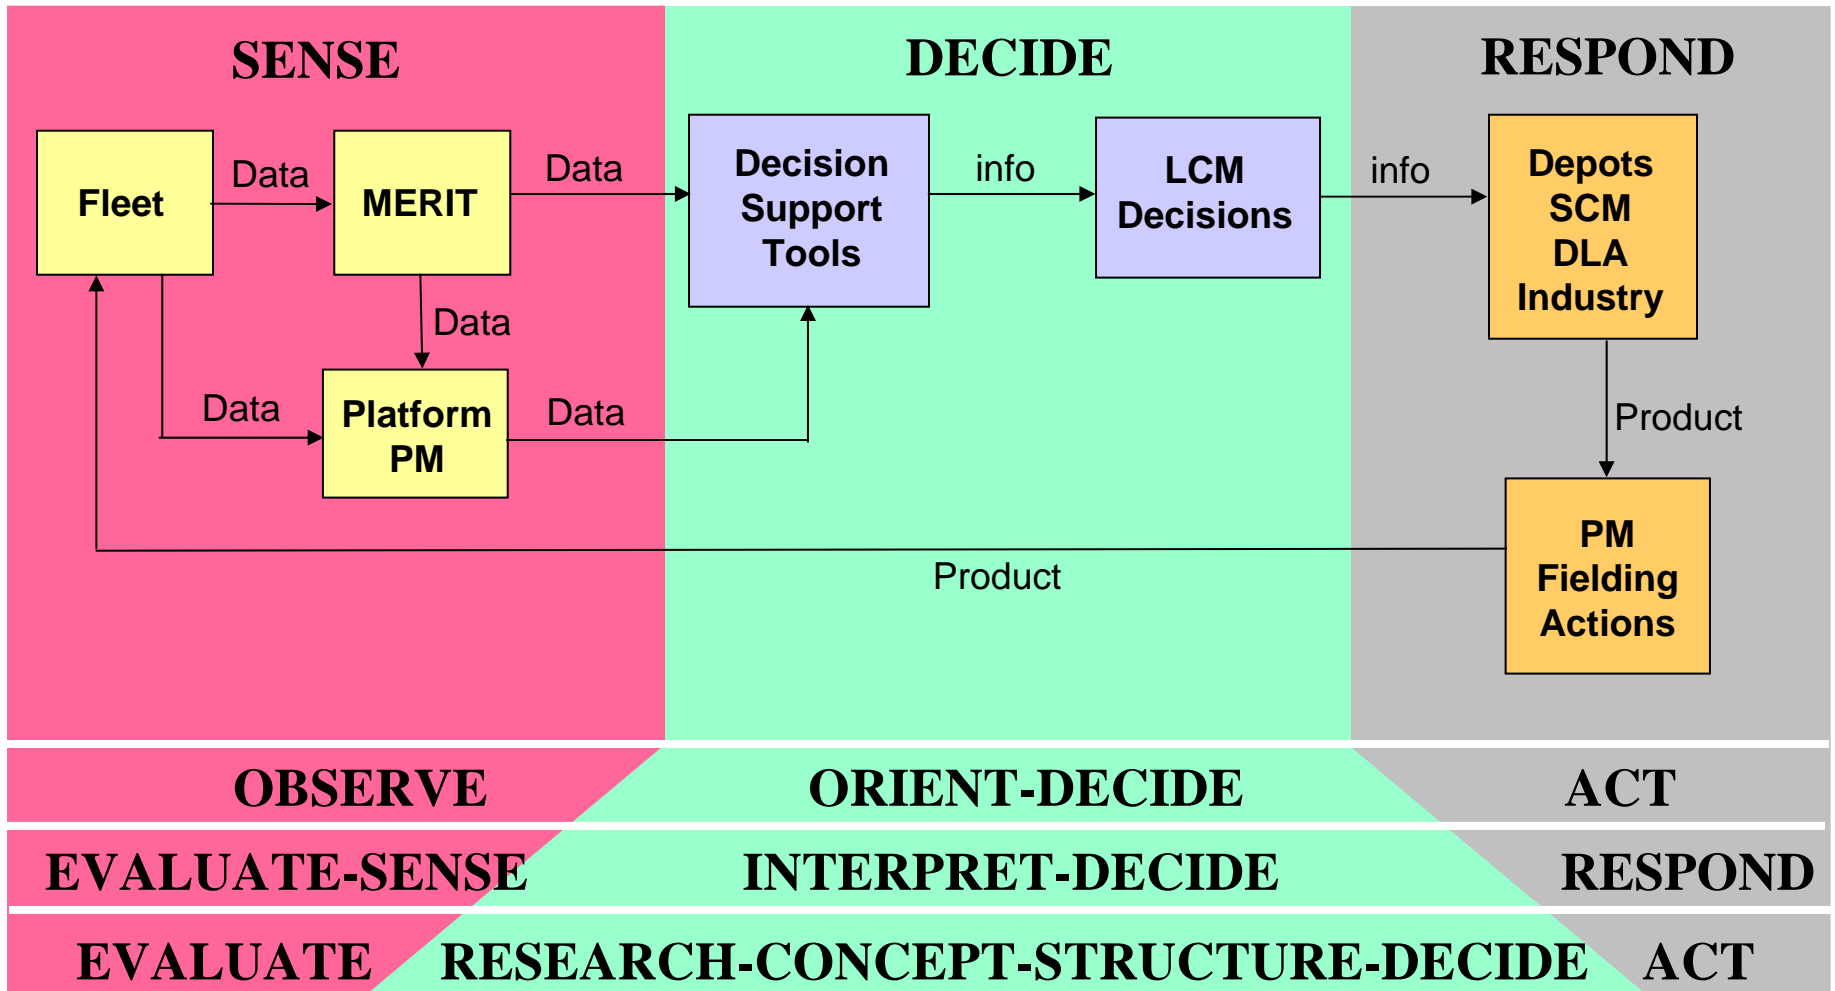 SENSE
DECIDE
RESPOND
Fleet
Data
MERIT
Data
Decision
Support
Tools
info
LCM
Decisions
info
Depots
SCM
DLA
Industry
Data
Data
Platform
PM
Data
Product
Product
PM
Fielding
Actions
OBSERVE
ORIENT-DECIDE
ACT
EVALUATE-SENSE
INTERPRET-DECIDE
RESPOND
EVALUATE
RESEARCH-CONCEPT-STRUCTURE-DECIDE
ACT